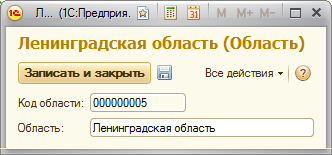 Л... (1С:Предприя. M M+ M-
Ленинградская область (Область)
Записать и закрыть Все действия
Код области: 000000005
Область: Ленинградская область